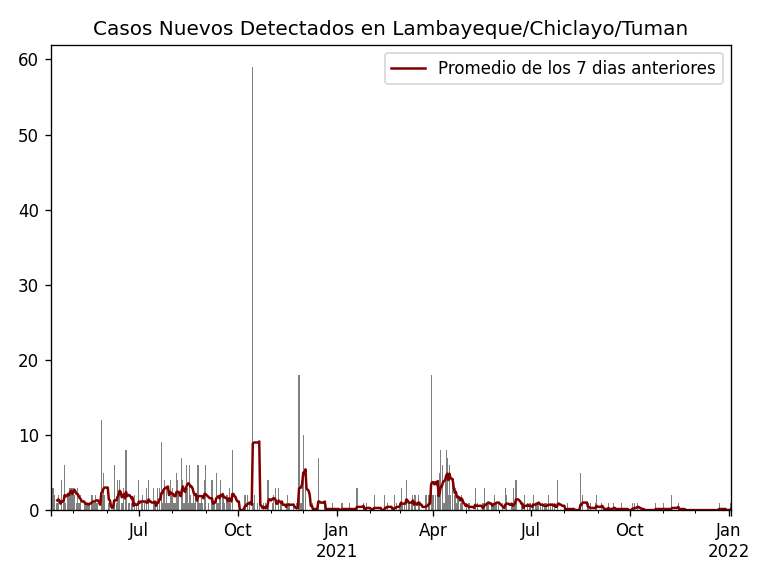 Casos Nuevos Detectados en Lambayeque/Chiclayo/Tuman
Promedio de los 7 dias anteriores
60
50
40
30
20
10
0
Jul Oct Jan Apr Jul Oct Jan
2021 2022